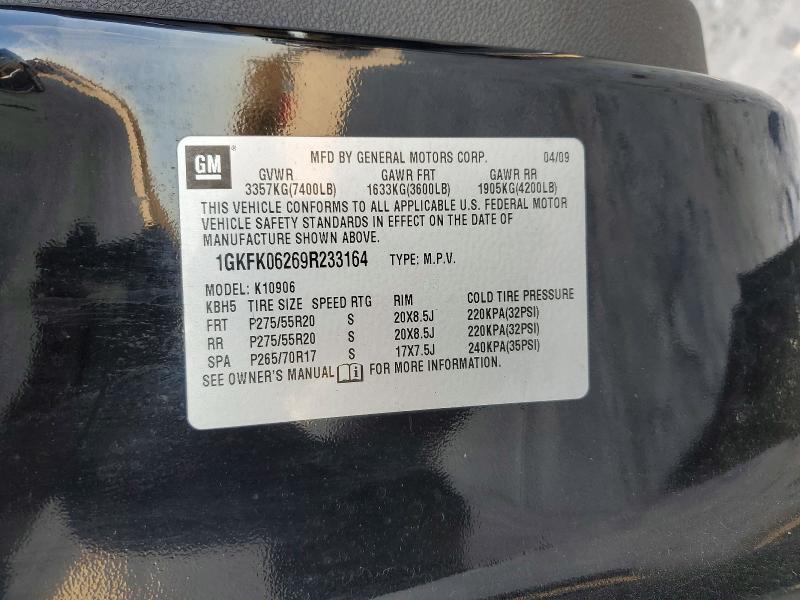 GM ® MFD BY GENERAL MOTORS CORP. 04/09
GVWR GAWR FRT GAWR RR
3357KG(7400LB) 1633KG(3600LB) 1905KG(4200LB)
THIS VEHICLE CONFORMS TO ALL APPLICABLE U.S. FEDERAL MOTOR
VEHICLE SAFETY STANDARDS IN EFFECT ON THE DATE OF
MANUFACTURE SHOWN ABOVE.
1GKFK06269R233164 TYPE: M.P.V.
MODEL: K10906
KBH5 TIRE SIZE SPEED RTG RIM COLD TIRE PRESSURE
FRT P275/55R20 S 20X8.5J 220KPA(32PSI)
RR P275/55R20 S 20X8.5J 220KPA(32PSI)
SPA P265/70R17 S 17X7.5J 240KPA(35PSI)
SEE OWNER'S MANUAL FOR MORE INFORMATION.